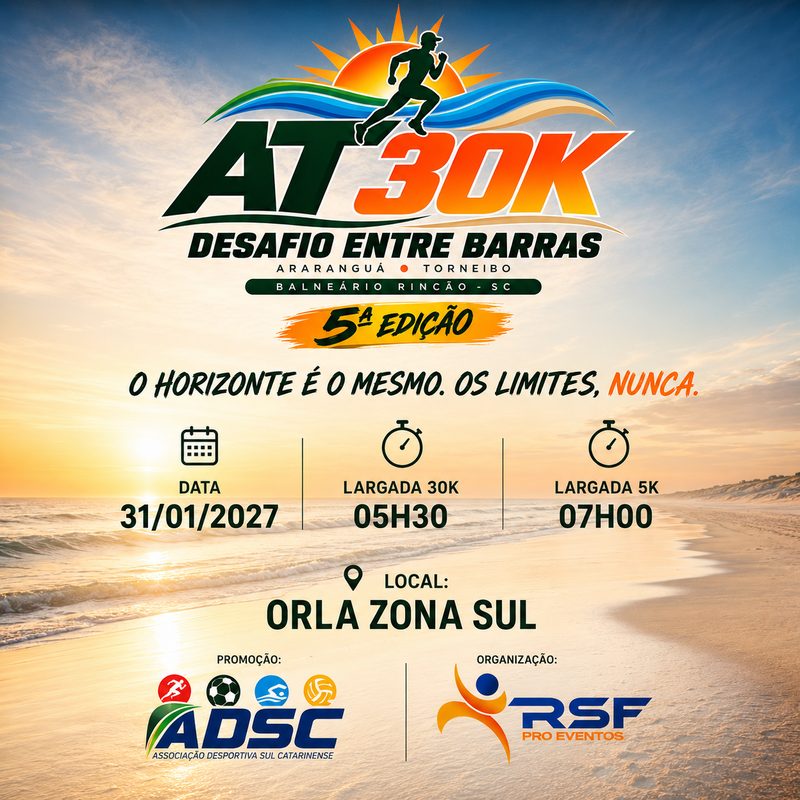 AT 30K
DESAFIO ENTRE BARRAS
ARARANGUÁ • TORNEIBO
BALNEÁRIO RINCÃO - SC
5ª EDIÇÃO
O HORIZONTE É O MESMO. OS LIMITES, NUNCA.
DATA
31/01/2027
LARGADA 30K
05H30
LARGADA 5K
07H00
LOCAL:
ORLA ZONA SUL
PROMOÇÃO:
ADSC
ASSOCIAÇÃO DESPORTIVA SUL CATARINENSE
ORGANIZAÇÃO:
RSF
PRO EVENTOS